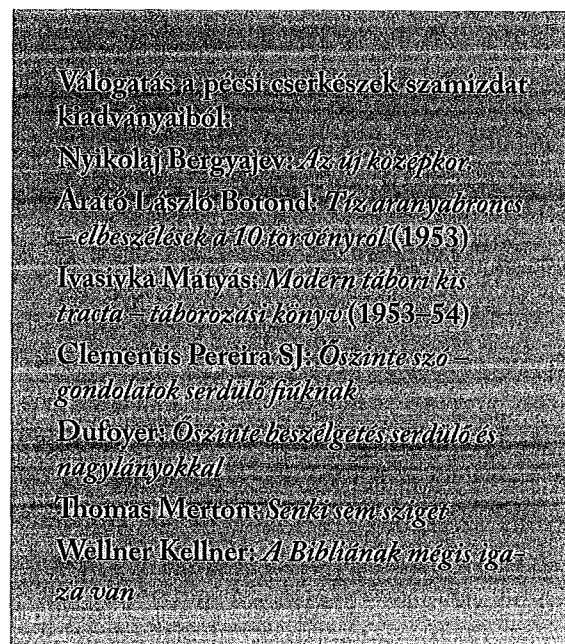 Válogatás a pécsi cserkészek szamizdat
kiadványaiból:
Nyikolaj Bergyajev: Az új középkor
Arató László Botond: Tíz aranyabroncs
– elbeszélések a 10 törvényről (1953)
Ivasivka Mátyás: Modern tábori kis
tracta – táborozási könyv (1953–54)
Clementis Pereira SJ: Őszinte szó –
gondolatok serdülő fiúknak
Dufoyer: Őszinte beszélgetés serdülő és
nagylányokkal
Thomas Merton: Senki sem sziget
Wellner Kellner: A Bibliának mégis iga-
za van